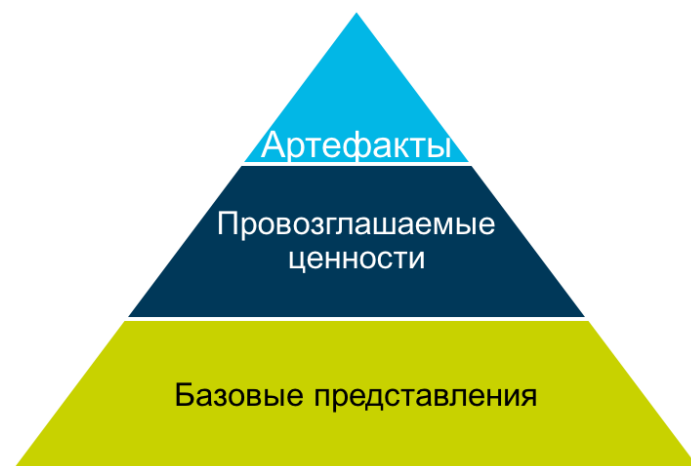 Артефакты
Провозглашаемые
ценности
Базовые представления